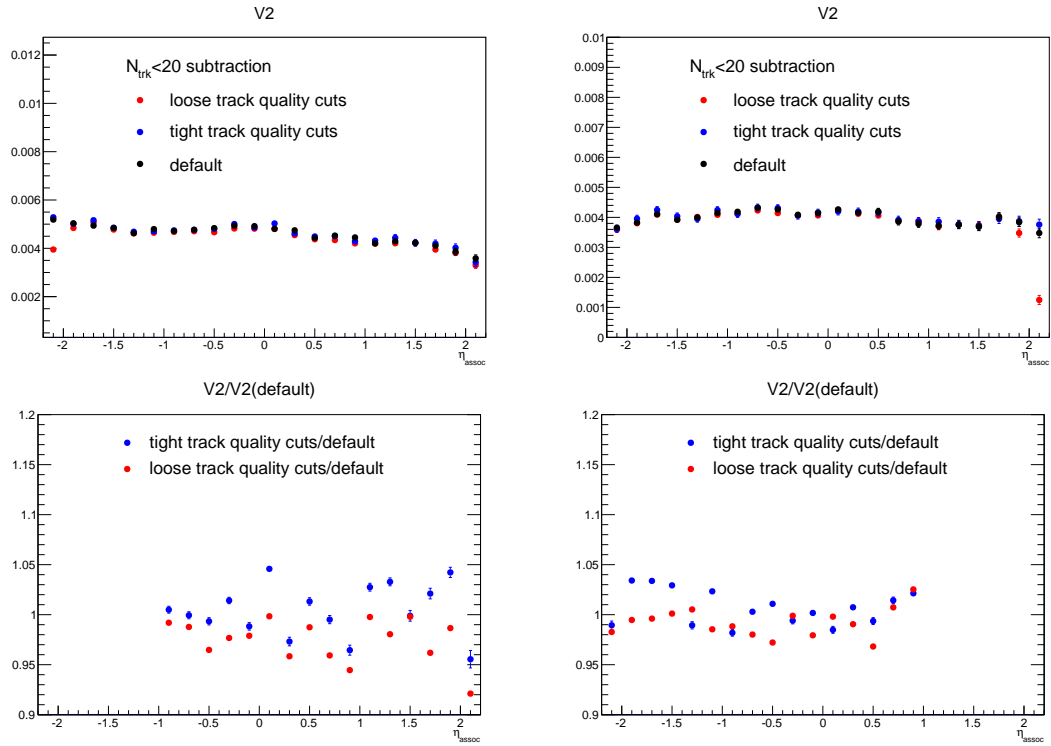 V2
0.012
0.01
0.008
0.006
0.004
0.002
N_trk<20 subtraction
loose track quality cuts
tight track quality cuts
default
-2 -1.5 -1 -0.5 0 0.5 1 1.5 2
η_assoc
V2
0.01
0.009
0.008
0.007
0.006
0.005
0.004
0.003
0.002
0.001
0
N_trk<20 subtraction
loose track quality cuts
tight track quality cuts
default
-2 -1.5 -1 -0.5 0 0.5 1 1.5 2
η_assoc
V2/V2(default)
1.2
1.15
1.1
1.05
1
0.95
0.9
tight track quality cuts/default
loose track quality cuts/default
-2 -1.5 -1 -0.5 0 0.5 1 1.5 2
η_assoc
V2/V2(default)
1.2
1.15
1.1
1.05
1
0.95
0.9
tight track quality cuts/default
loose track quality cuts/default
-2 -1.5 -1 -0.5 0 0.5 1 1.5 2
η_assoc